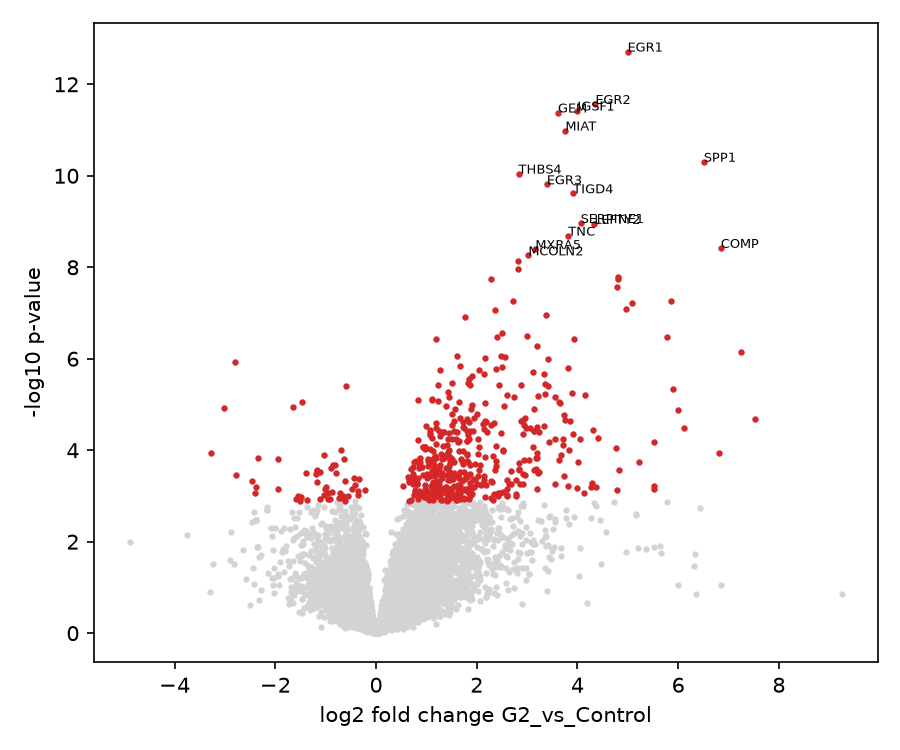 EGR1
12
EGR2
GEM
IGSF1
MIAT
SPP1
10
THBS4
EGR3
TIGD4
SERPINE1
TNC
COMP
MXRA5
MCOLN2
8
6
4
2
0
-log10 p-value
−4
−2
0
2
4
6
8
log2 fold change G2_vs_Control